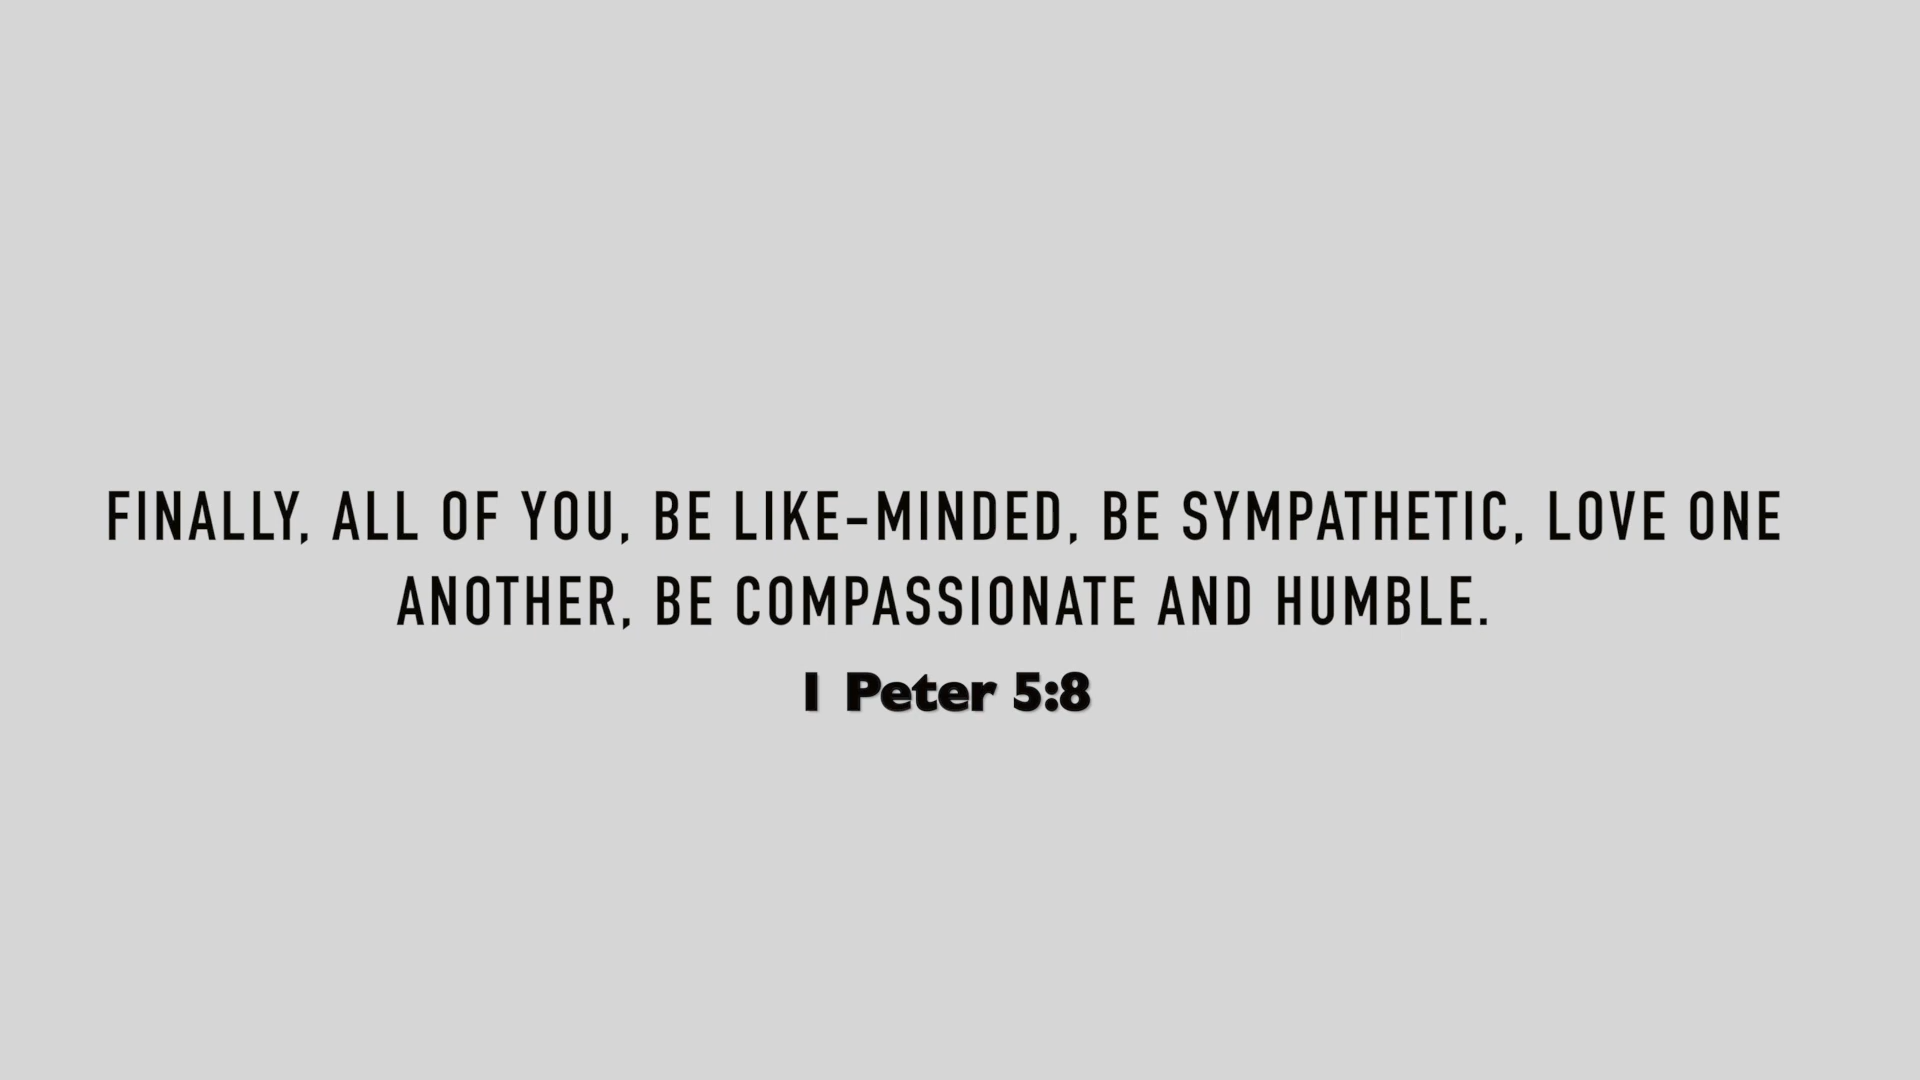 FINALLY, ALL OF YOU, BE LIKE-MINDED, BE SYMPATHETIC, LOVE ONE
ANOTHER, BE COMPASSIONATE AND HUMBLE.
1 Peter 5:8